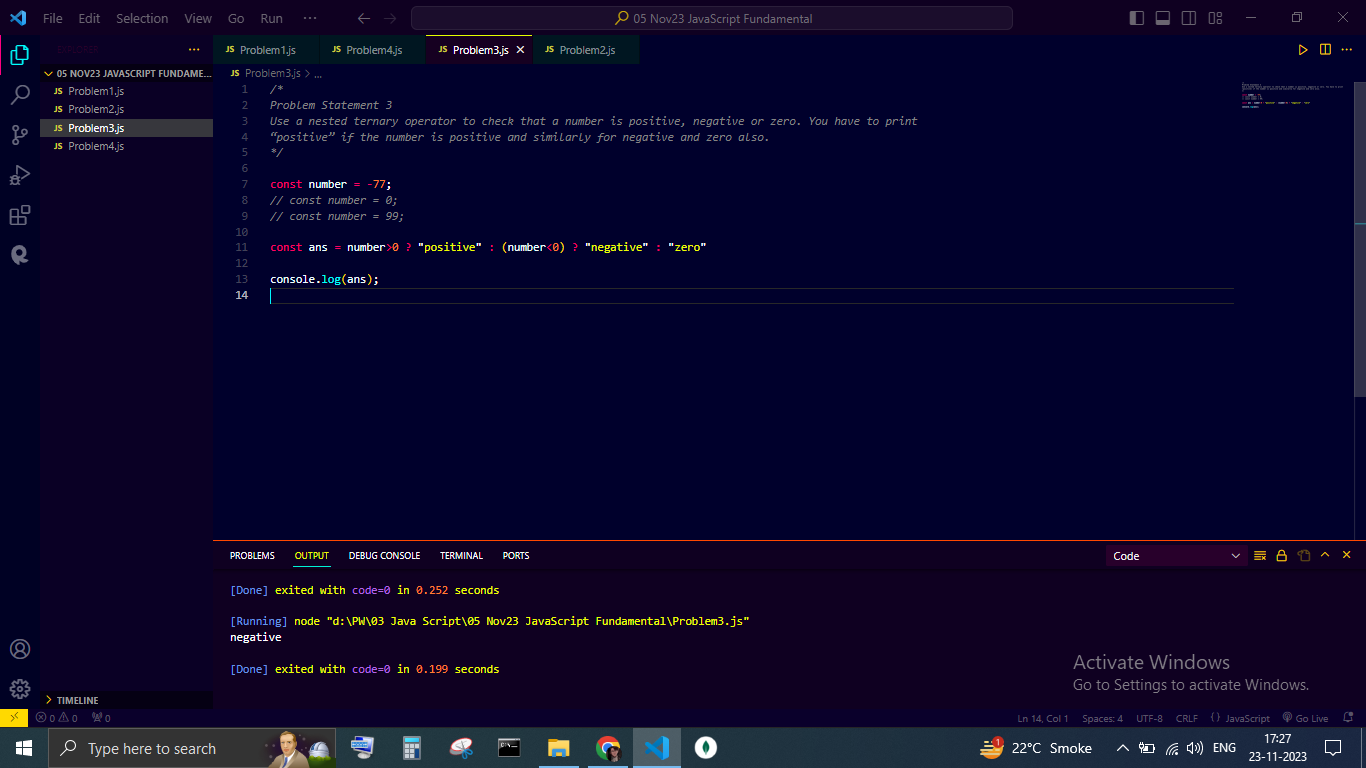 File Edit Selection View Go Run ··· 05 Nov23 JavaScript Fundamental
Problem1.js Problem4.js Problem3.js Problem2.js
05 NOV23 JAVASCRIPT FUNDAME...
Problem1.js
Problem2.js
Problem3.js
Problem4.js
TIMELINE
JS Problem3.js > ...
1 /*
2 Problem Statement 3
3 Use a nested ternary operator to check that a number is positive, negative or zero. You have to print
4 “positive” if the number is positive and similarly for negative and zero also.
5 */
6
7 const number = -77;
8 // const number = 0;
9 // const number = 99;
10
11 const ans = number>0 ? "positive" : (number<0) ? "negative" : "zero"
12
13 console.log(ans);
14
PROBLEMS OUTPUT DEBUG CONSOLE TERMINAL PORTS Code
[Done] exited with code=0 in 0.252 seconds
[Running] node "d:\PW\03 Java Script\05 Nov23 JavaScript Fundamental\Problem3.js"
negative
[Done] exited with code=0 in 0.199 seconds
Activate Windows
Go to Settings to activate Windows.
0 0 0 Ln 14, Col 1 Spaces: 4 UTF-8 CRLF JavaScript Go Live
Type here to search 1 22°C Smoke ENG 17:27
23-11-2023